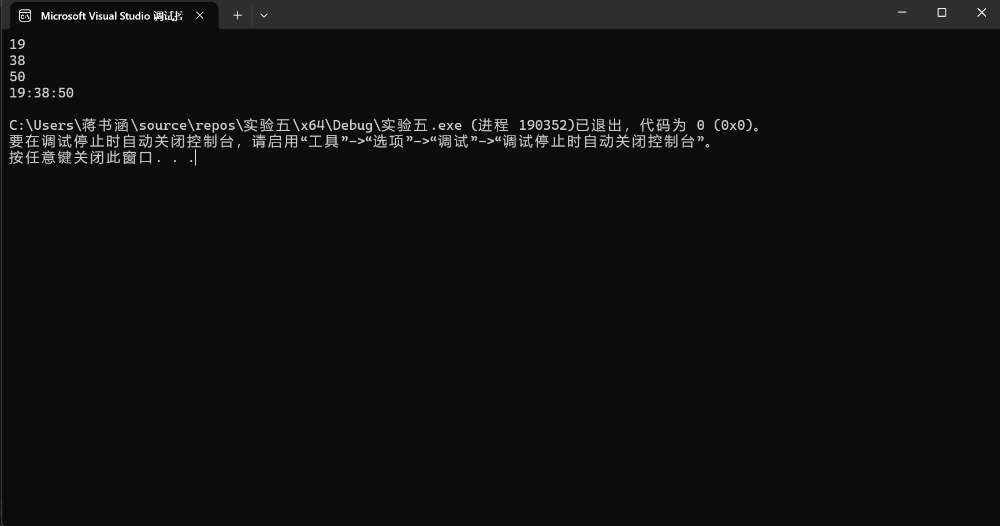 Microsoft Visual Studio 调试控
19
38
50
19:38:50
C:\Users\蒋书涵\source\repos\实验五\x64\Debug\实验五.exe (进程 190352)已退出，代码为 0 (0x0)。
要在调试停止时自动关闭控制台，请启用“工具”->“选项”->“调试”->“调试停止时自动关闭控制台”。
按任意键关闭此窗口. . .